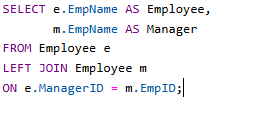 SELECT e.EmpName AS Employee,
       m.EmpName AS Manager
FROM Employee e
LEFT JOIN Employee m
ON e.ManagerID = m.EmpID;